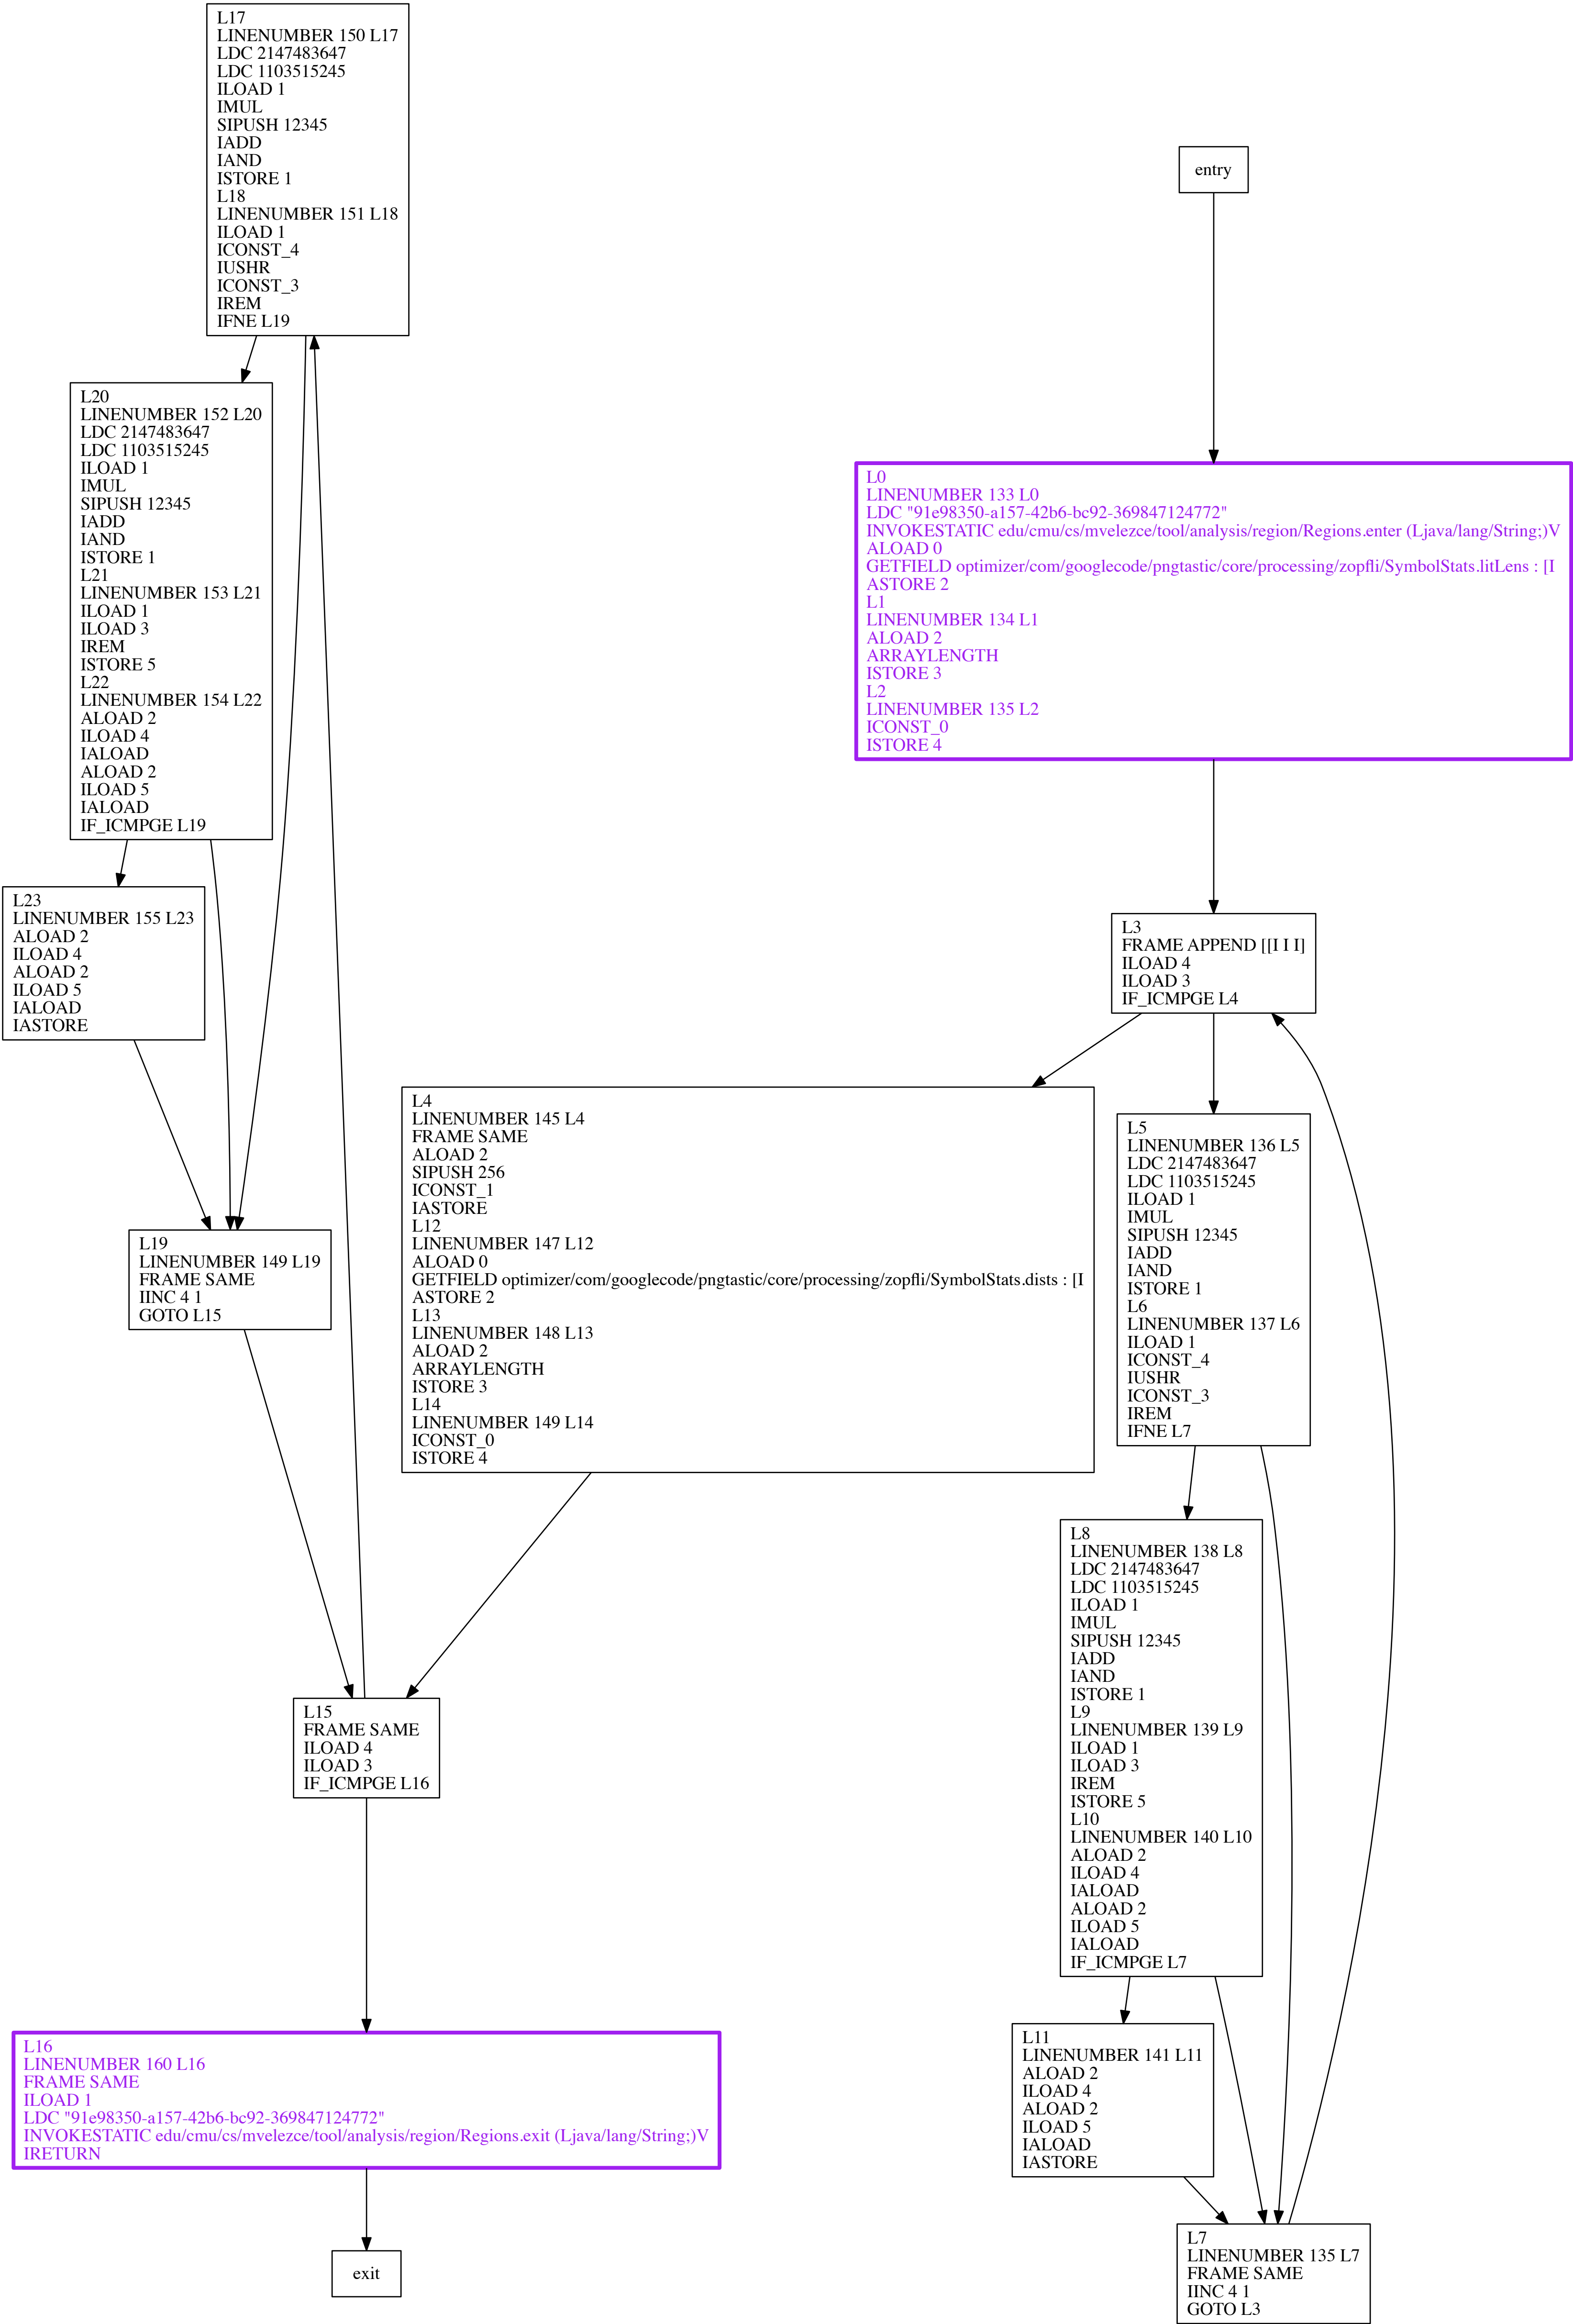 L17
LINENUMBER 150 L17
LDC 2147483647
LDC 1103515245
ILOAD 1
IMUL
SIPUSH 12345
IADD
IAND
ISTORE 1
L18
LINENUMBER 151 L18
ILOAD 1
ICONST_4
IUSHR
ICONST_3
IREM
IFNE L19
entry
L20
LINENUMBER 152 L20
LDC 2147483647
LDC 1103515245
ILOAD 1
IMUL
SIPUSH 12345
IADD
IAND
ISTORE 1
L21
LINENUMBER 153 L21
ILOAD 1
ILOAD 3
IREM
ISTORE 5
L22
LINENUMBER 154 L22
ALOAD 2
ILOAD 4
IALOAD
ALOAD 2
ILOAD 5
IALOAD
IF_ICMPGE L19
L0
LINENUMBER 133 L0
LDC "91e98350-a157-42b6-bc92-369847124772"
INVOKESTATIC edu/cmu/cs/mvelezce/tool/analysis/region/Regions.enter (Ljava/lang/String;)V
ALOAD 0
GETFIELD optimizer/com/googlecode/pngtastic/core/processing/zopfli/SymbolStats.litLens : [I
ASTORE 2
L1
LINENUMBER 134 L1
ALOAD 2
ARRAYLENGTH
ISTORE 3
L2
LINENUMBER 135 L2
ICONST_0
ISTORE 4
L23
LINENUMBER 155 L23
ALOAD 2
ILOAD 4
ALOAD 2
ILOAD 5
IALOAD
IASTORE
L3
FRAME APPEND [[I I I]
ILOAD 4
ILOAD 3
IF_ICMPGE L4
L4
LINENUMBER 145 L4
FRAME SAME
ALOAD 2
SIPUSH 256
ICONST_1
IASTORE
L12
LINENUMBER 147 L12
ALOAD 0
GETFIELD optimizer/com/googlecode/pngtastic/core/processing/zopfli/SymbolStats.dists : [I
ASTORE 2
L13
LINENUMBER 148 L13
ALOAD 2
ARRAYLENGTH
ISTORE 3
L14
LINENUMBER 149 L14
ICONST_0
ISTORE 4
L5
LINENUMBER 136 L5
LDC 2147483647
LDC 1103515245
ILOAD 1
IMUL
SIPUSH 12345
IADD
IAND
ISTORE 1
L6
LINENUMBER 137 L6
ILOAD 1
ICONST_4
IUSHR
ICONST_3
IREM
IFNE L7
L19
LINENUMBER 149 L19
FRAME SAME
IINC 4 1
GOTO L15
L8
LINENUMBER 138 L8
LDC 2147483647
LDC 1103515245
ILOAD 1
IMUL
SIPUSH 12345
IADD
IAND
ISTORE 1
L9
LINENUMBER 139 L9
ILOAD 1
ILOAD 3
IREM
ISTORE 5
L10
LINENUMBER 140 L10
ALOAD 2
ILOAD 4
IALOAD
ALOAD 2
ILOAD 5
IALOAD
IF_ICMPGE L7
L15
FRAME SAME
ILOAD 4
ILOAD 3
IF_ICMPGE L16
L16
LINENUMBER 160 L16
FRAME SAME
ILOAD 1
LDC "91e98350-a157-42b6-bc92-369847124772"
INVOKESTATIC edu/cmu/cs/mvelezce/tool/analysis/region/Regions.exit (Ljava/lang/String;)V
IRETURN
L11
LINENUMBER 141 L11
ALOAD 2
ILOAD 4
ALOAD 2
ILOAD 5
IALOAD
IASTORE
exit
L7
LINENUMBER 135 L7
FRAME SAME
IINC 4 1
GOTO L3